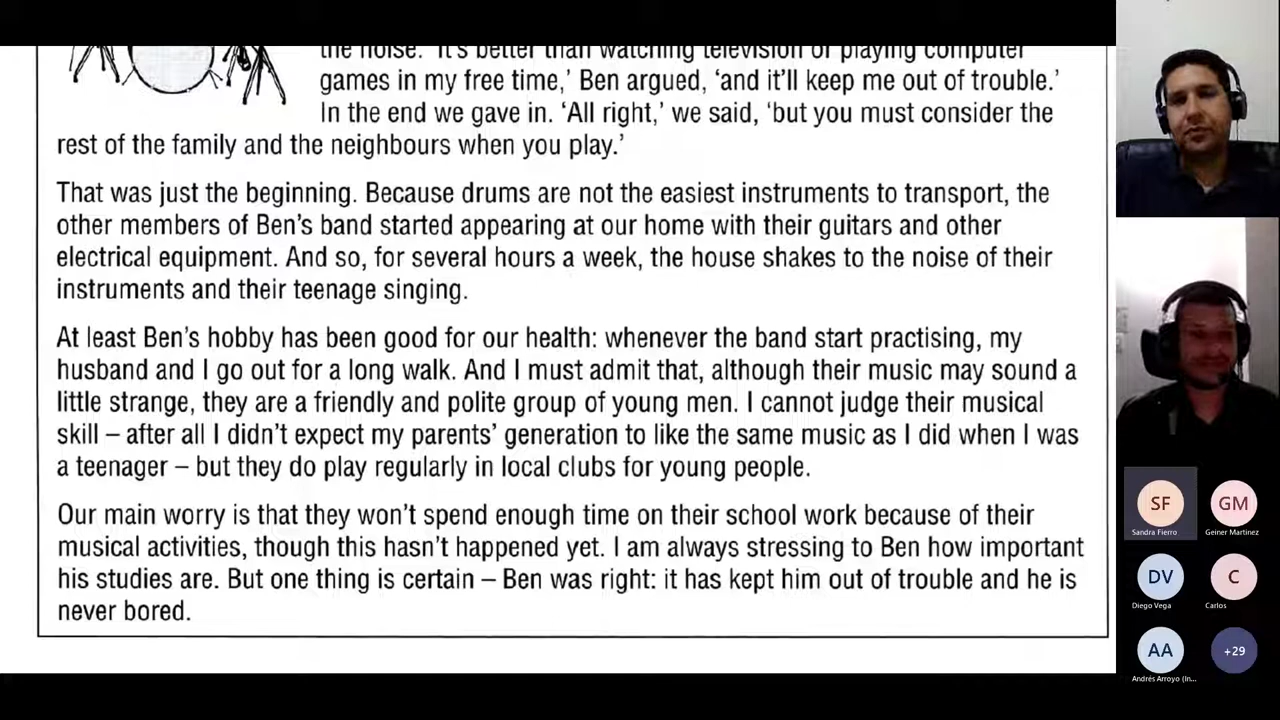 the noise. 'It's better than watching television or playing computer
games in my free time,' Ben argued, 'and it'll keep me out of trouble.'
In the end we gave in. 'All right,' we said, 'but you must consider the
rest of the family and the neighbours when you play.'
That was just the beginning. Because drums are not the easiest instruments to transport, the
other members of Ben's band started appearing at our home with their guitars and other
electrical equipment. And so, for several hours a week, the house shakes to the noise of their
instruments and their teenage singing.
At least Ben's hobby has been good for our health: whenever the band start practising, my
husband and I go out for a long walk. And I must admit that, although their music may sound a
little strange, they are a friendly and polite group of young men. I cannot judge their musical
skill – after all I didn't expect my parents' generation to like the same music as I did when I was
a teenager – but they do play regularly in local clubs for young people.
Our main worry is that they won't spend enough time on their school work because of their
musical activities, though this hasn't happened yet. I am always stressing to Ben how important
his studies are. But one thing is certain – Ben was right: it has kept him out of trouble and he is
never bored.
SF
GM
Sandra Fierro
Geiner Martinez
DV
C
Diego Vega
Carlos
AA
+29
Andrés Arroyo (In...